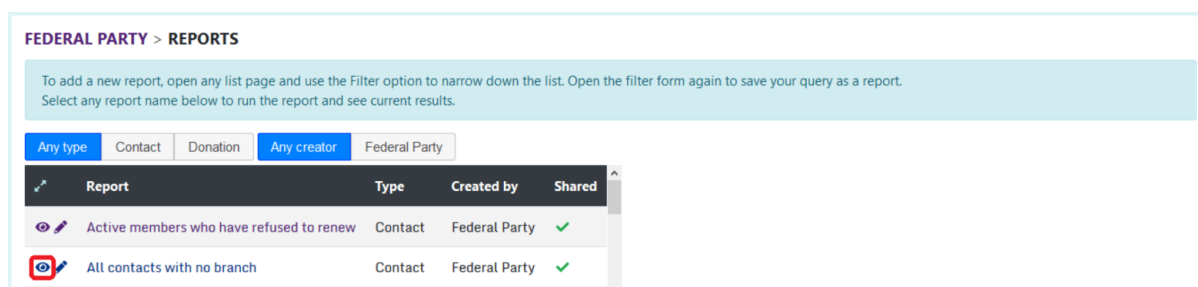 FEDERAL PARTY > REPORTS
To add a new report, open any list page and use the Filter option to narrow down the list. Open the filter form again to save your query as a report.
Select any report name below to run the report and see current results.
Any type Contact Donation Any creator Federal Party
Report Type Created by Shared
Active members who have refused to renew Contact Federal Party
All contacts with no branch Contact Federal Party